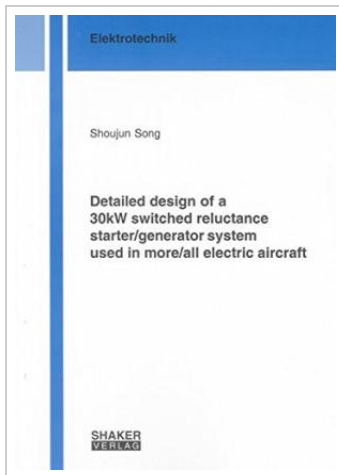 Elektrotechnik
Shoujun Song
Detailed design of a
30kW switched reluctance
starter/generator system
used in more/all electric aircraft
SHAKER
VERLAG